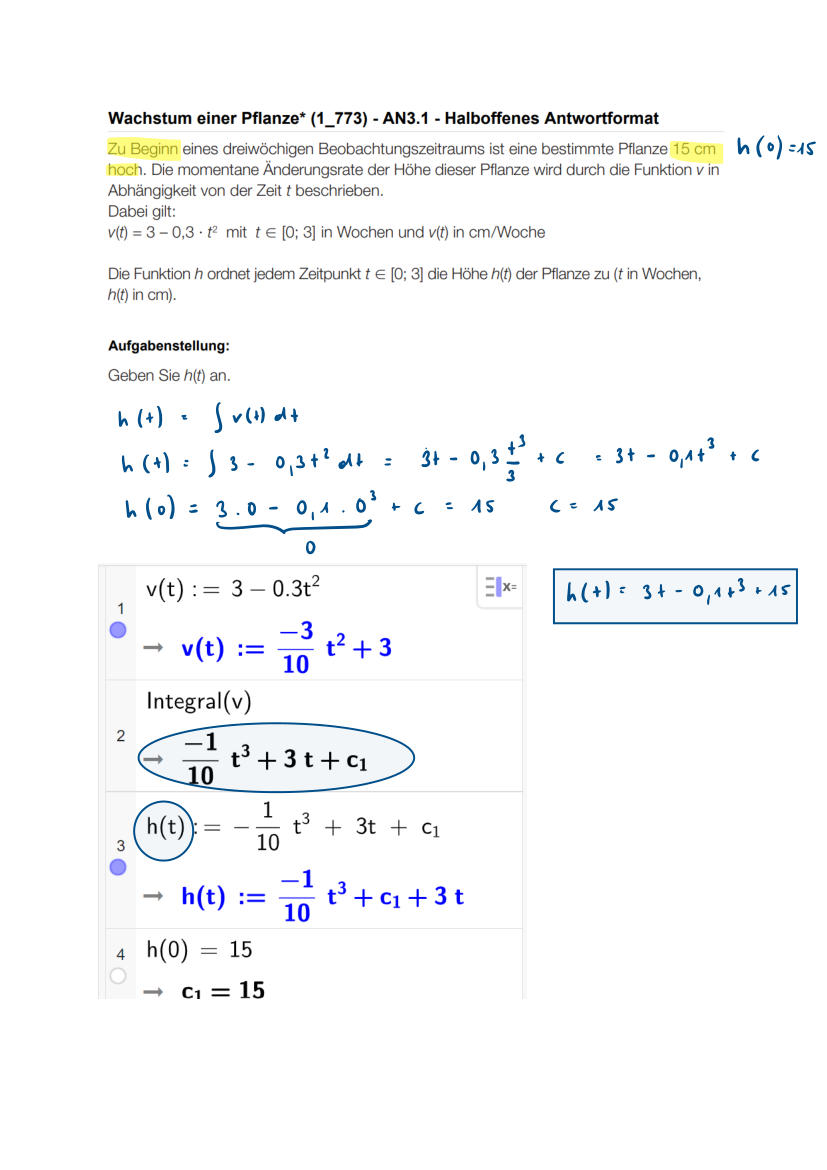 Wachstum einer Pflanze* (1_773) - AN3.1 - Halboffenes Antwortformat
Zu Beginn eines dreiwöchigen Beobachtungszeitraums ist eine bestimmte Pflanze 15 cm
h(0)=15
hoch. Die momentane Änderungsrate der Höhe dieser Pflanze wird durch die Funktion v in
Abhängigkeit von der Zeit t beschrieben.
Dabei gilt:
v(t) = 3 – 0,3 · t² mit t ∈ [0; 3] in Wochen und v(t) in cm/Woche
Die Funktion h ordnet jedem Zeitpunkt t ∈ [0; 3] die Höhe h(t) der Pflanze zu (t in Wochen,
h(t) in cm).
Aufgabenstellung:
Geben Sie h(t) an.
h(t) = ∫ v(t) dt
h(t) = ∫ 3 - 0,3t² dt = 3t - 0,3 t³/3 + c = 3t - 0,1t³ + c
h(0) = 3·0 - 0,1·0³ + c = 15 c = 15
0
h(t) = 3t - 0,1t³ + 15
1
v(t) := 3 – 0.3t²
x=
→ v(t) := -3/10 t² + 3
2
Integral(v)
→ -1/10 t³ + 3 t + c₁
3
h(t) := – 1/10 t³ + 3t + c₁
→ h(t) := -1/10 t³ + c₁ + 3 t
4
h(0) = 15
→ c₁ = 15